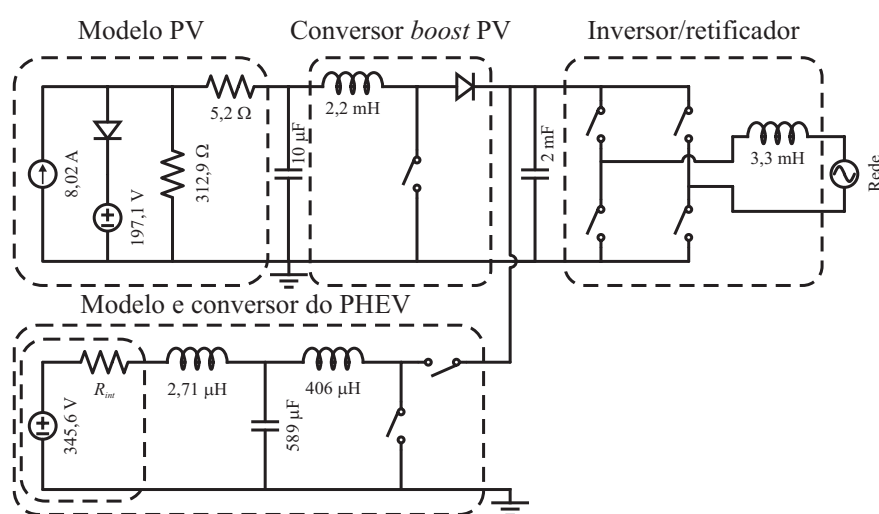 Modelo PV
Conversor boost PV
Inversor/retificador
5,2 Ω
2,2 mH
8,02 A
197,1 V
312,9 Ω
10 µF
2 mF
3,3 mH
Rede
Modelo e conversor do PHEV
345,6 V
Rint
2,71 µH
589 µF
406 µH